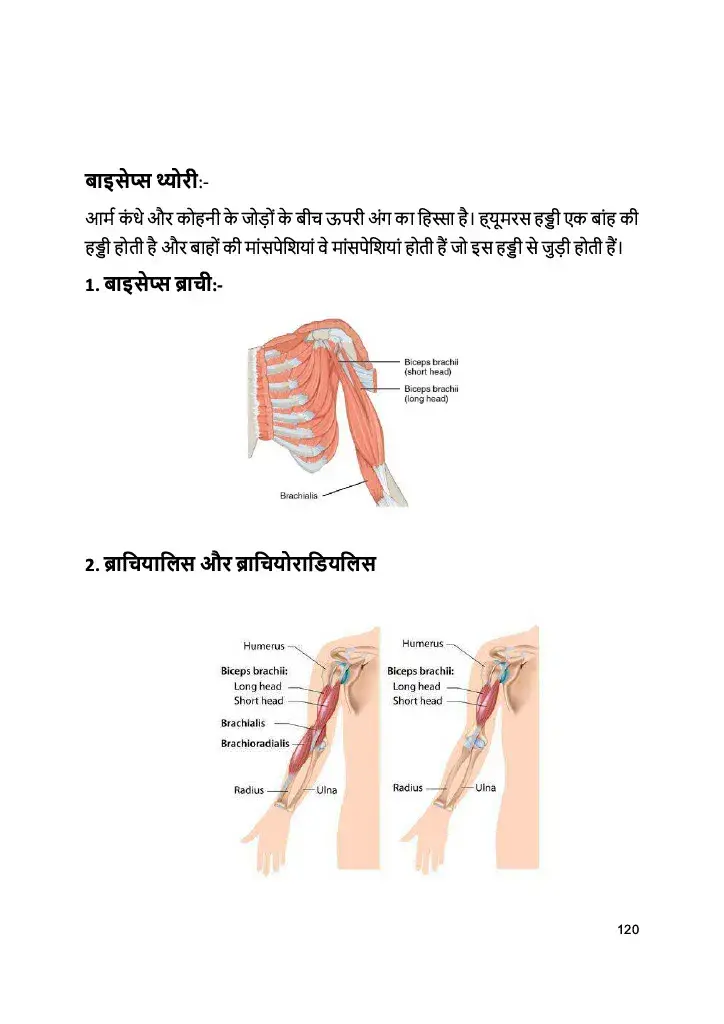 बाइसेप्स थ्योरी:-
आर्म कंधे और कोहनी के जोड़ों के बीच ऊपरी अंग का हिस्सा है। ह्यूमरस हड्डी एक बांह की
हड्डी होती है और बाहों की मांसपेशियां वे मांसपेशियां होती हैं जो इस हड्डी से जुड़ी होती हैं।
1. बाइसेप्स ब्राची:-
Biceps brachii
(short head)
Biceps brachii
(long head)
Brachialis
2. ब्राचियालिस और ब्राचियोराडियलिस
Humerus
Biceps brachii:
Long head
Short head
Brachialis
Brachioradialis
Radius
Ulna
Humerus
Biceps brachii:
Long head
Short head
Radius
Ulna
120